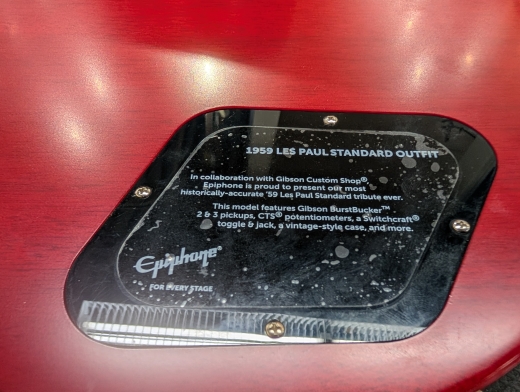 1959 LES PAUL STANDARD OUTFIT
In collaboration with Gibson Custom Shop®
Epiphone is proud to present our most
historically-accurate '59 Les Paul Standard tribute ever.
This model features Gibson BurstBucker™
2 & 3 pickups, CTS® potentiometers, a Switchcraft®
toggle & jack, a vintage-style case, and more.
Epiphone®
FOR EVERY STAGE